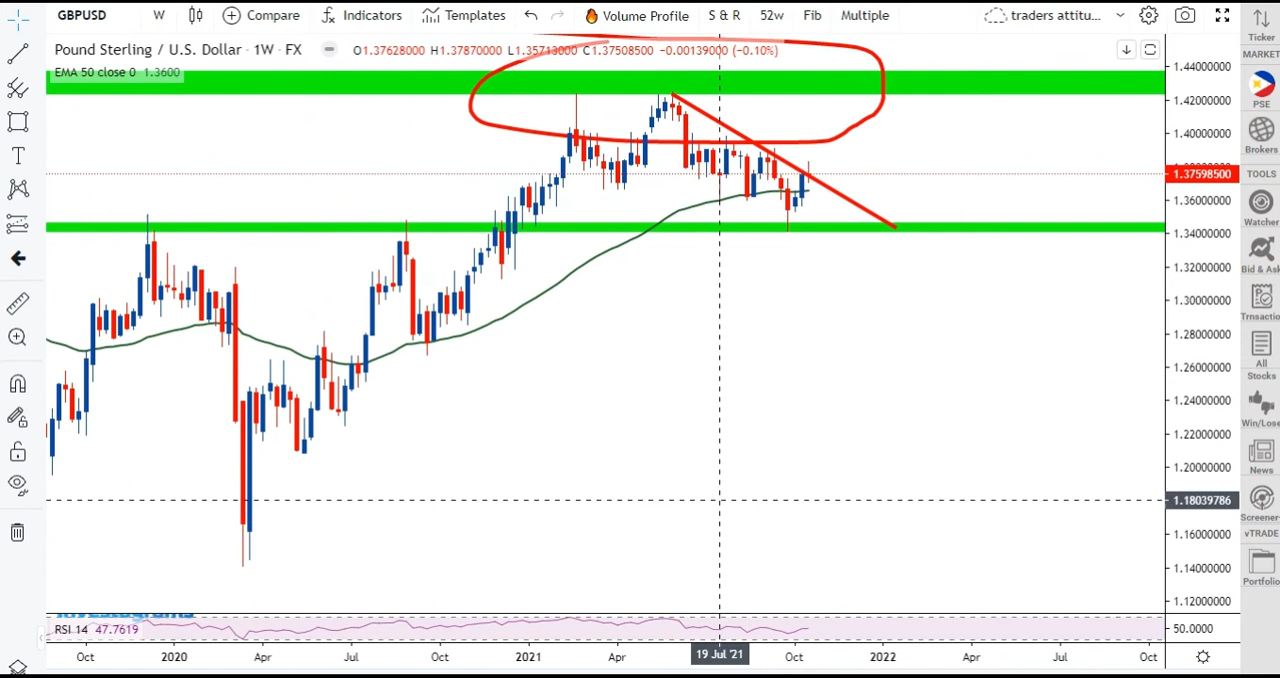 GBPUSD W Compare Indicators Templates Volume Profile S & R 52w Fib Multiple traders attitu...
Pound Sterling / U.S. Dollar · 1W · FX O1.37628000 H1.37870000 L1.35713000 C1.37508500 −0.00139000 (−0.10%)
EMA 50 close 0 1.3600
1.44000000
1.42000000
1.40000000
1.37598500
1.36000000
1.34000000
1.32000000
1.30000000
1.28000000
1.26000000
1.24000000
1.22000000
1.20000000
1.18039786
1.16000000
1.14000000
1.12000000
RSI 14 47.7619
50.0000
Oct 2020 Apr Jul Oct 2021 Apr 19 Jul '21 Oct 2022 Apr Jul Oct
Ticker
MARKET
PSE
Brokers
TOOLS
Watcher
Bid & Ask
Trnsactio
All
Stocks
Win/Lose
News
Screener
vTRADE
Portfolio